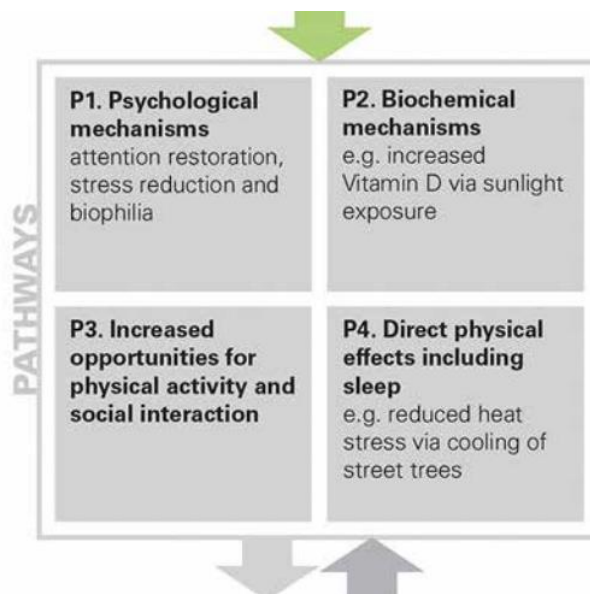 PATHWAYS
P1. Psychological
mechanisms
attention restoration,
stress reduction and
biophilia
P2. Biochemical
mechanisms
e.g. increased
Vitamin D via sunlight
exposure
P3. Increased
opportunities for
physical activity and
social interaction
P4. Direct physical
effects including
sleep
e.g. reduced heat
stress via cooling of
street trees